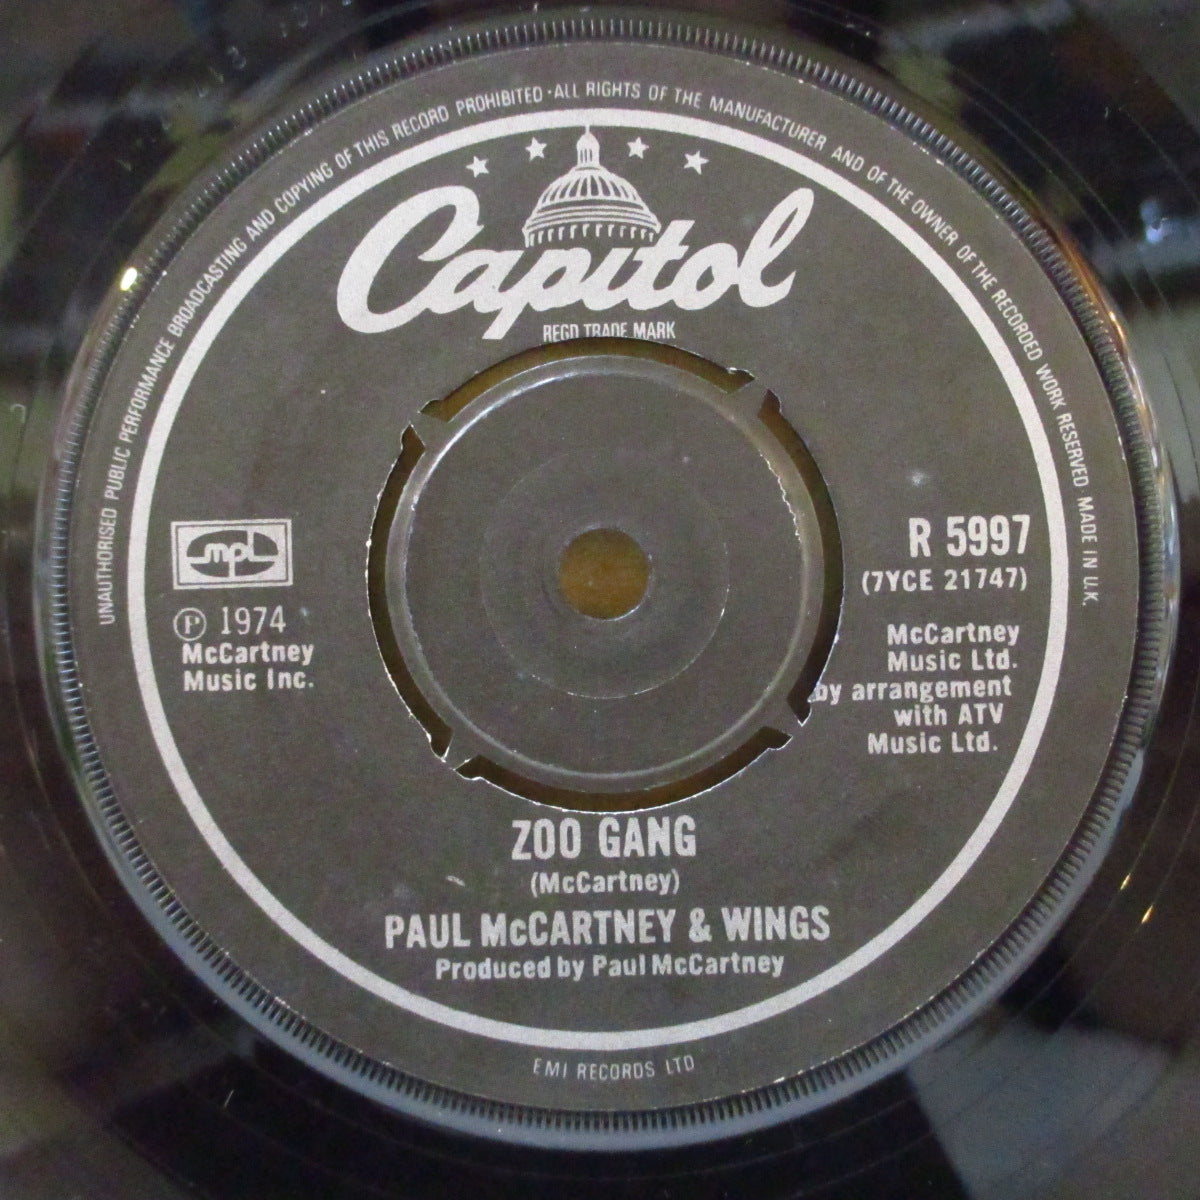 UNAUTHORISED PUBLIC PERFORMANCE BROADCASTING AND COPYING OF THIS RECORD PROHIBITED · ALL RIGHTS OF THE MANUFACTURER AND OF THE OWNER OF THE RECORDED WORK RESERVED MADE IN U.K.
Capitol
REGD TRADE MARK
mpl
Ⓟ 1974
McCartney
Music Inc.
R 5997
(7YCE 21747)
McCartney
Music Ltd.
by arrangement
with ATV
Music Ltd.
ZOO GANG
(McCartney)
PAUL McCARTNEY & WINGS
Produced by Paul McCartney
EMI RECORDS LTD